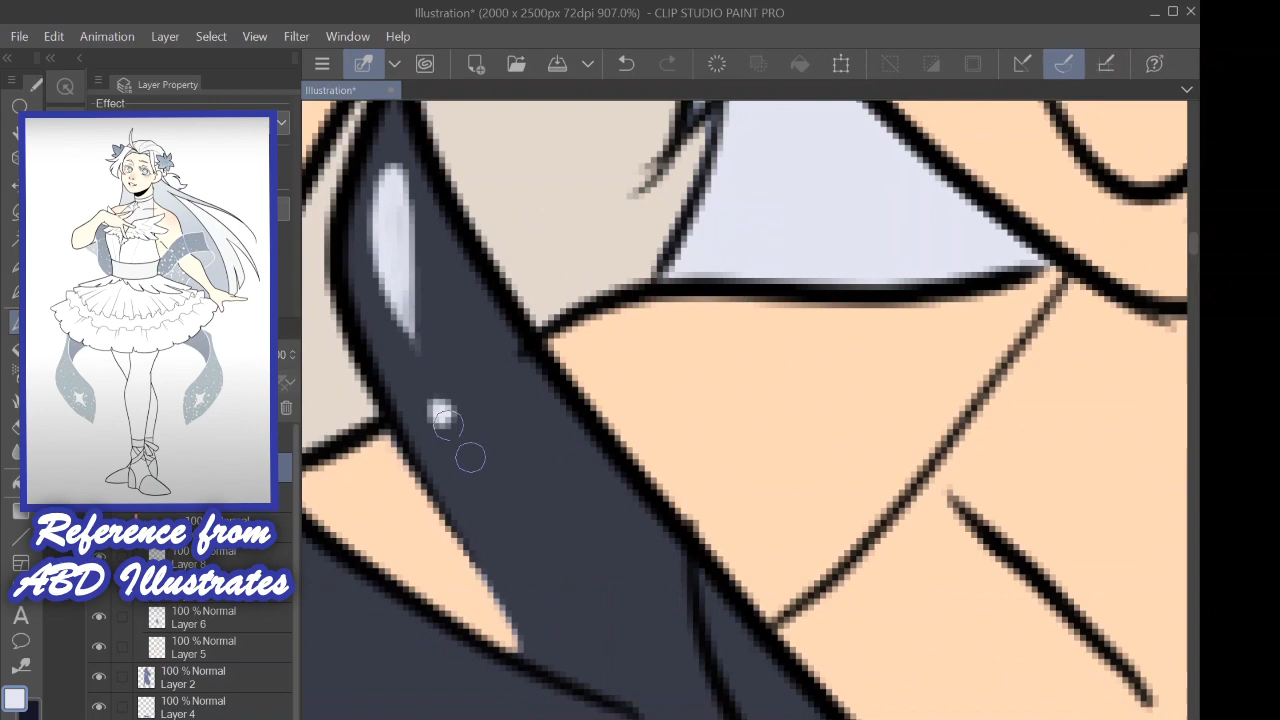 Illustration* (2000 x 2500px 72dpi 907.0%) - CLIP STUDIO PAINT PRO
File Edit Animation Layer Select View Filter Window Help
Layer Property
Illustration*
Effect
Reference from
ABD Illustrates
Layer 8
100 % Normal
Layer 6
100 % Normal
Layer 5
100 % Normal
Layer 2
100 % Normal
Layer 4